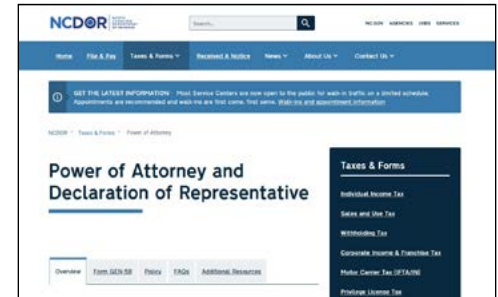 NCDOR
Search...
NC.GOV AGENCIES JOBS SERVICES
Home File & Pay Taxes & Forms Received A Notice News About Us Contact Us
GET THE LATEST INFORMATION Most Service Centers are now open to the public for walk-in traffic on a limited schedule.
Appointments are recommended and walk-ins are first come, first serve. Walk-ins and appointment information
NCDOR Taxes & Forms Power of Attorney
Power of Attorney and
Declaration of Representative
Overview Form GEN-58 Policy FAQs Additional Resources
Taxes & Forms
Individual Income Tax
Sales and Use Tax
Withholding Tax
Corporate Income & Franchise Tax
Motor Carrier Tax (IFTA/IN)
Privilege License Tax